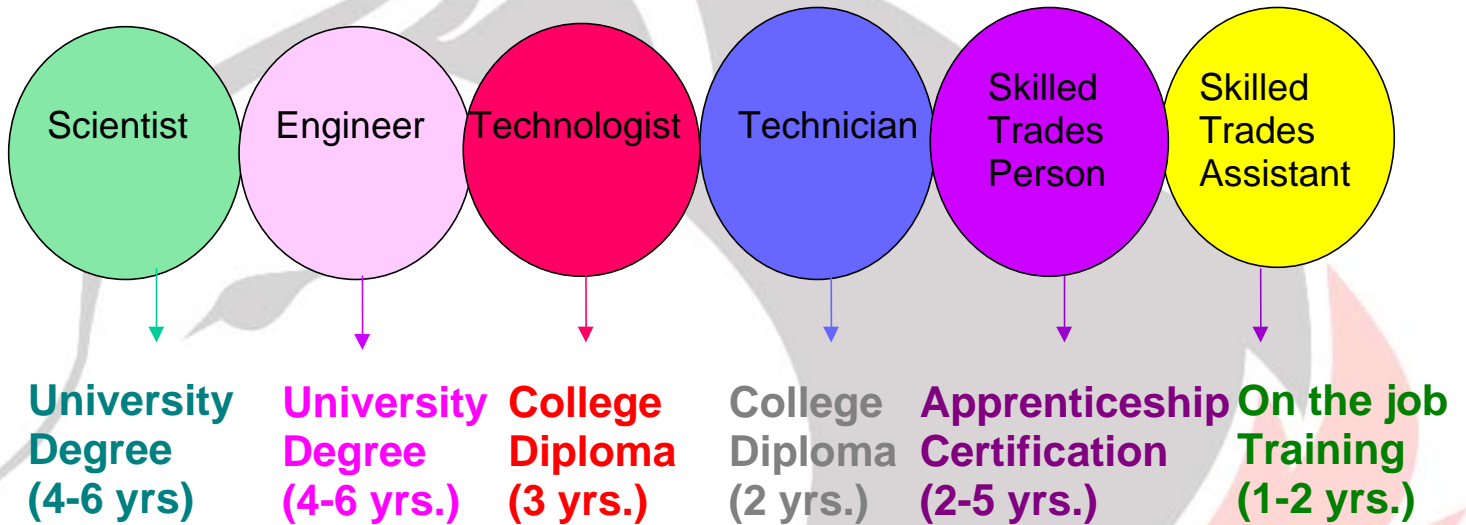 Scientist
Engineer
Technologist
Technician
Skilled
Trades
Person
Skilled
Trades
Assistant
University
Degree
(4-6 yrs)
University
Degree
(4-6 yrs.)
College
Diploma
(3 yrs.)
College
Diploma
(2 yrs.)
Apprenticeship
Certification
(2-5 yrs.)
On the job
Training
(1-2 yrs.)